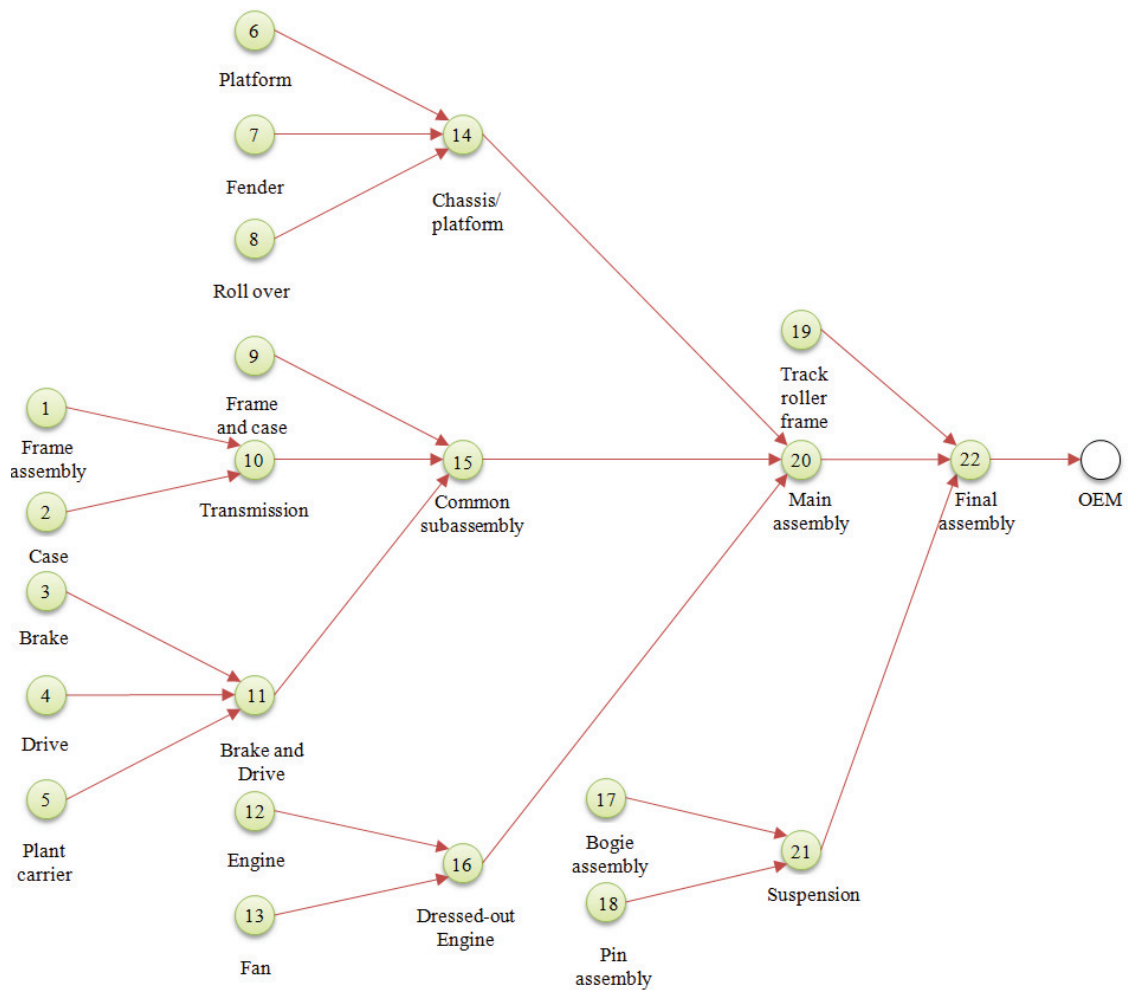 6
Platform
7
Fender
14
Chassis/
platform
8
Roll over
9
Frame
and case
19
Track
roller
frame
1
Frame
assembly
10
Transmission
15
Common
subassembly
20
Main
assembly
22
Final
assembly
OEM
2
Case
3
Brake
4
Drive
11
Brake and
Drive
5
Plant
carrier
12
Engine
16
Dressed-out
Engine
13
Fan
17
Bogie
assembly
21
Suspension
18
Pin
assembly